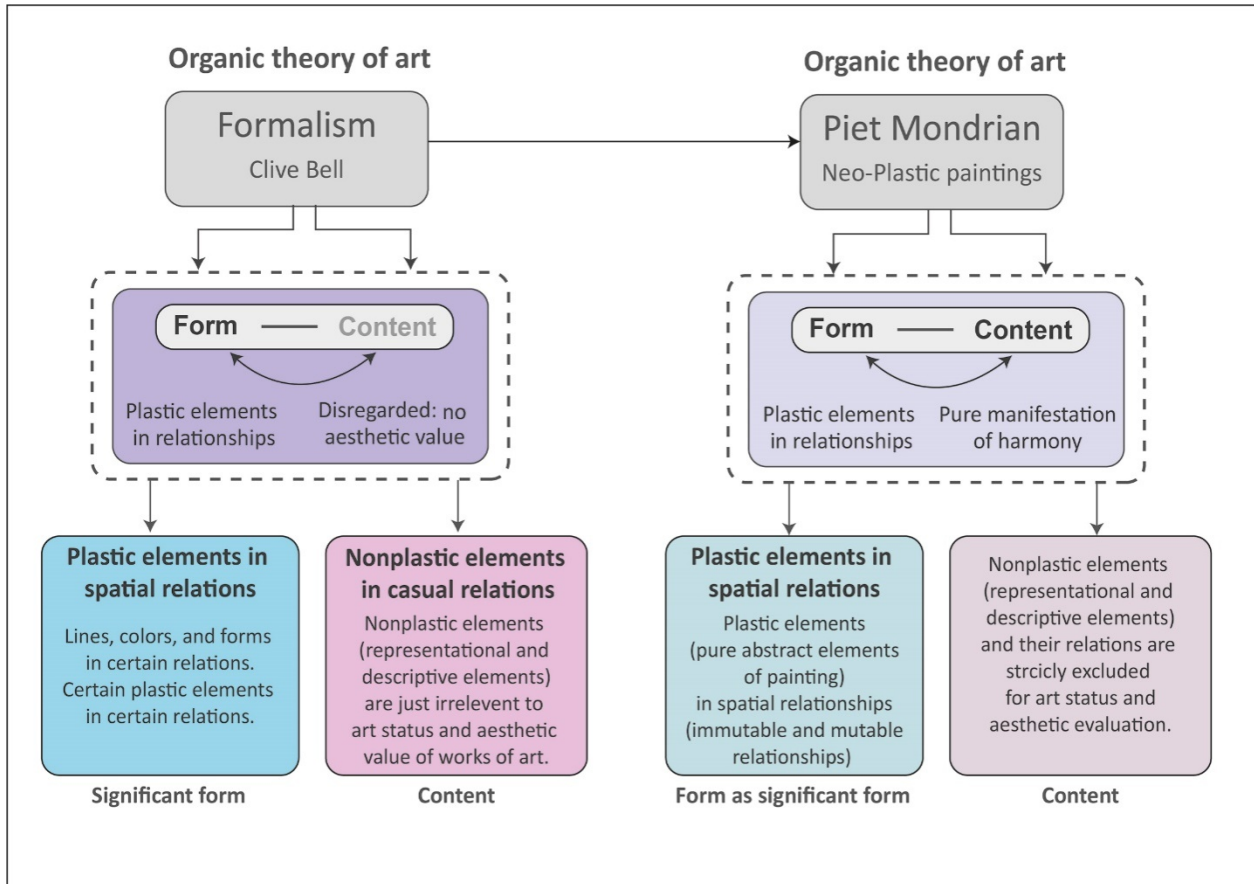 Organic theory of art
Formalism
Clive Bell
Form — Content
Plastic elements
in relationships
Disregarded: no
aesthetic value
Plastic elements in
spatial relations
Lines, colors, and forms
in certain relations.
Certain plastic elements
in certain relations.
Significant form
Nonplastic elements
in casual relations
Nonplastic elements
(representational and
descriptive elements)
are just irrelevent to
art status and aesthetic
value of works of art.
Content
Organic theory of art
Piet Mondrian
Neo-Plastic paintings
Form — Content
Plastic elements
in relationships
Pure manifestation
of harmony
Plastic elements in
spatial relations
Plastic elements
(pure abstract elements
of painting)
in spatial relationships
(immutable and mutable
relationships)
Form as significant form
Nonplastic elements
(representational and
descriptive elements)
and their relations are
strcicly excluded
for art status and
aesthetic evaluation.
Content